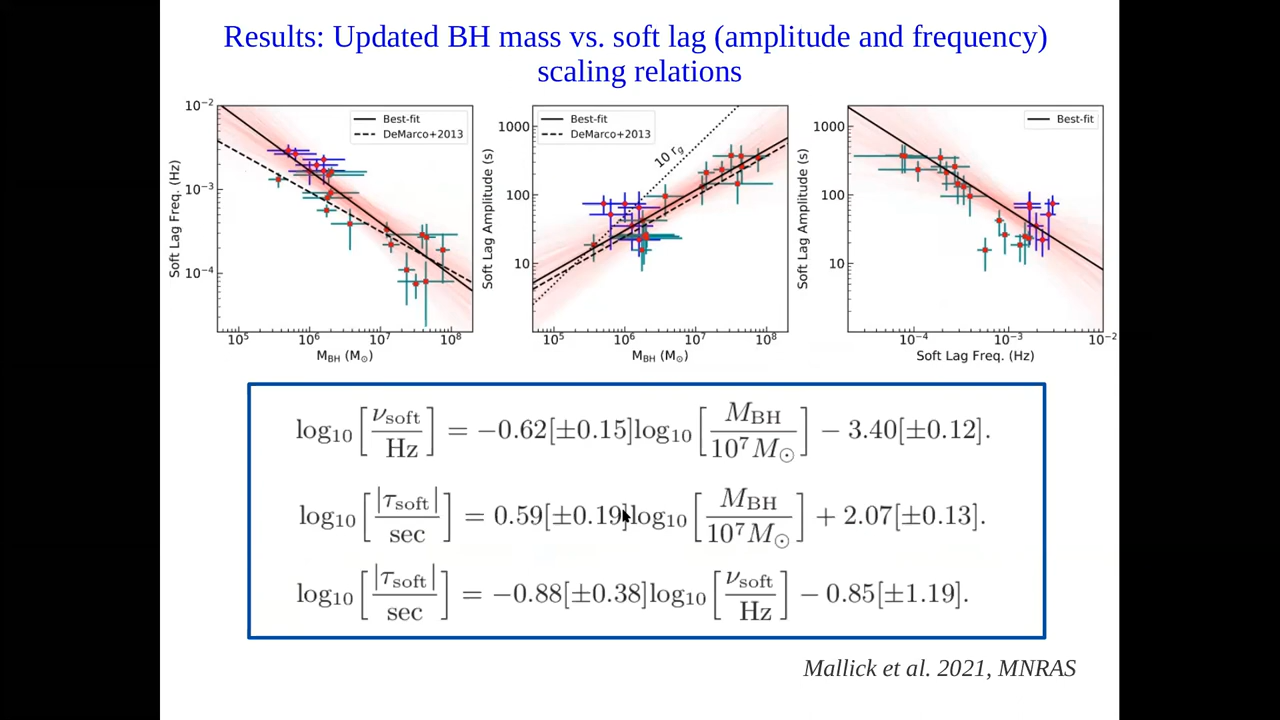 Results: Updated BH mass vs. soft lag (amplitude and frequency)
scaling relations
Soft Lag Freq. (Hz)
10⁻²
10⁻³
10⁻⁴
Best-fit
DeMarco+2013
10⁵ 10⁶ 10⁷ 10⁸
M_BH (M_⊙)
Soft Lag Amplitude (s)
1000
100
10
Best-fit
DeMarco+2013
10 r_g
10⁵ 10⁶ 10⁷ 10⁸
M_BH (M_⊙)
Soft Lag Amplitude (s)
1000
100
10
Best-fit
10⁻⁴ 10⁻³ 10⁻²
Soft Lag Freq. (Hz)
log₁₀[ν_soft/Hz] = −0.62[±0.15]log₁₀[M_BH/10⁷M_⊙] − 3.40[±0.12].
log₁₀[|τ_soft|/sec] = 0.59[±0.19]log₁₀[M_BH/10⁷M_⊙] + 2.07[±0.13].
log₁₀[|τ_soft|/sec] = −0.88[±0.38]log₁₀[ν_soft/Hz] − 0.85[±1.19].
Mallick et al. 2021, MNRAS